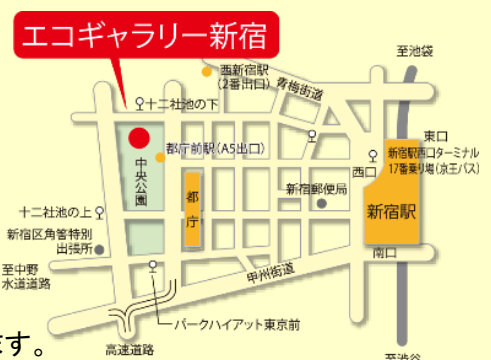 エコギャラリー新宿
至池袋
西新宿駅
(2番出口)
青梅街道
十二社池の下
東口
新宿駅西口ターミナル
17番乗り場(京王バス)
都庁前駅(A5出口)
西口
中央公園
都庁
新宿郵便局
新宿駅
十二社池の上
新宿区角筈特別
出張所
南口
至中野
水道道路
甲州街道
パークハイアット東京前
高速道路
至渋谷
ます。